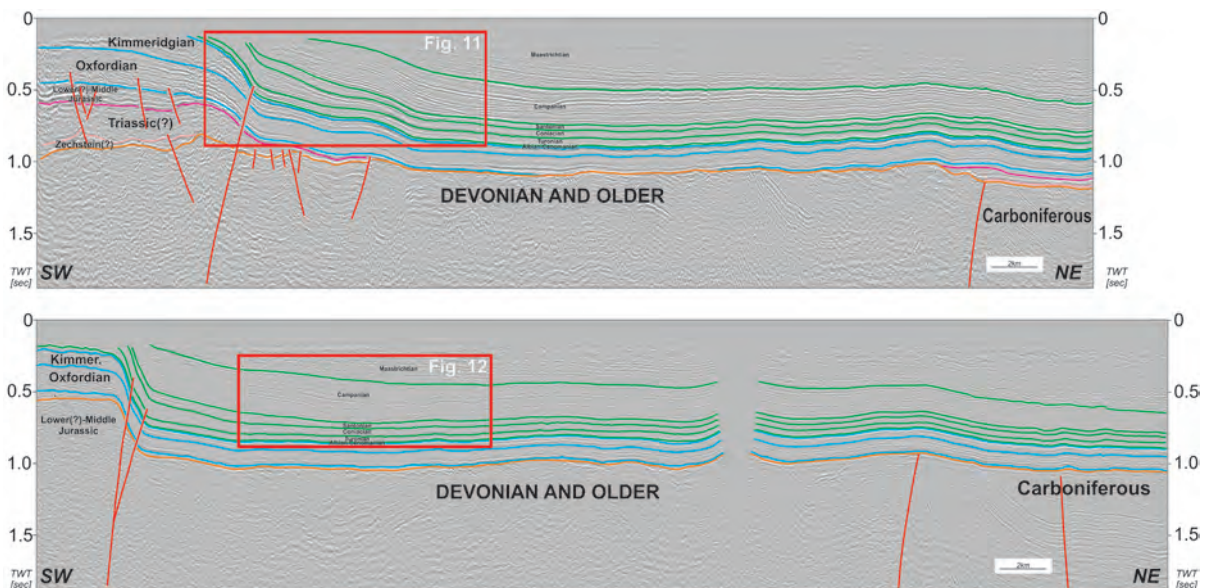 0
0
Kimmeridgian
Fig. 11
Maastrichtian
Oxfordian
0.5
0.5
Lower(?)-Middle
Jurassic
Campanian
Triassic(?)
Santonian
Coniacian
Turonian
Albian-Cenomanian
Zechstein(?)
1.0
1.0
DEVONIAN AND OLDER
Carboniferous
1.5
1.5
TWT
[sec]
SW
2km
NE
TWT
[sec]
0
0
Kimmer.
Fig. 12
Maastrichtian
Oxfordian
0.5
0.5
Campanian
Lower(?)-Middle
Jurassic
Santonian
Coniacian
Turonian
Albian-Cenomanian
1.0
1.0
DEVONIAN AND OLDER
Carboniferous
1.5
1.5
TWT
[sec]
SW
2km
NE
TWT
[sec]